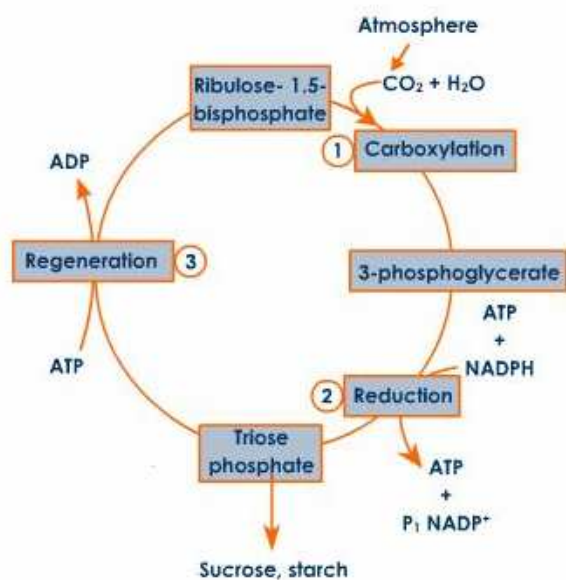 Atmosphere
CO₂ + H₂O
Ribulose- 1.5-
bisphosphate
1
Carboxylation
ADP
Regeneration
3
3-phosphoglycerate
ATP
+
NADPH
ATP
2
Reduction
Triose
phosphate
ATP
+
P₁ NADP⁺
Sucrose, starch